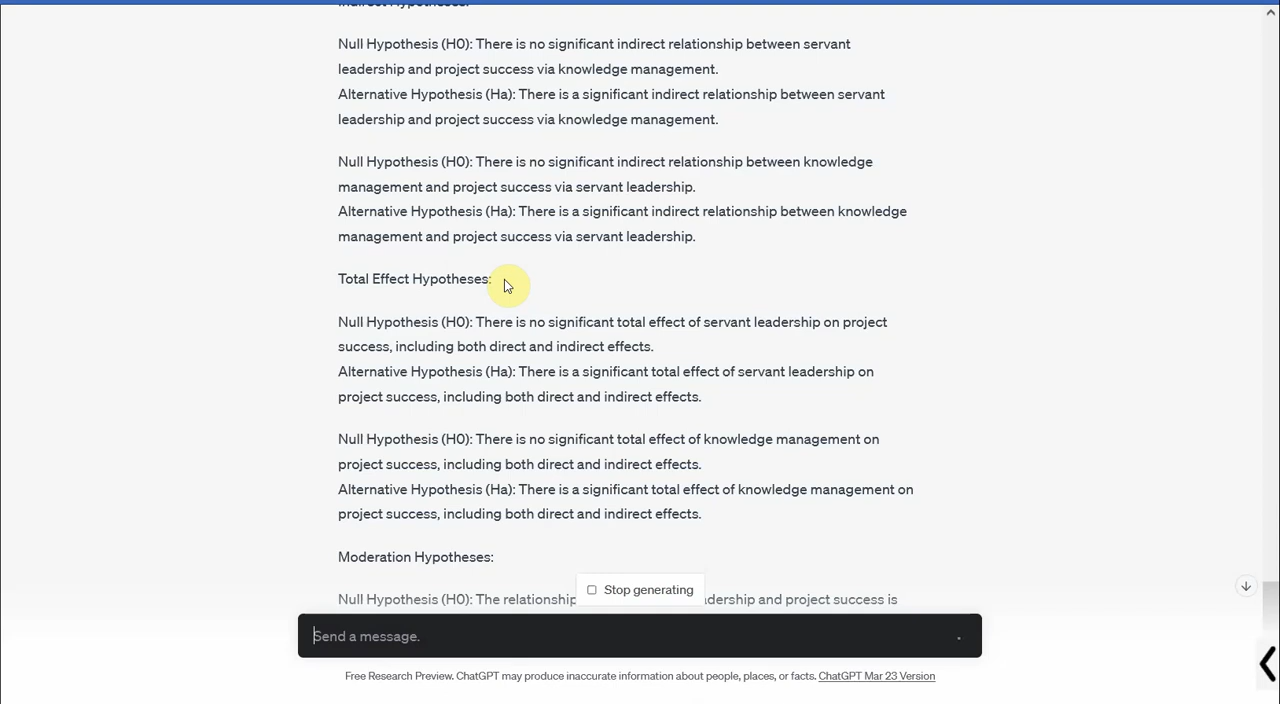 Indirect Hypotheses:
Null Hypothesis (H0): There is no significant indirect relationship between servant
leadership and project success via knowledge management.
Alternative Hypothesis (Ha): There is a significant indirect relationship between servant
leadership and project success via knowledge management.
Null Hypothesis (H0): There is no significant indirect relationship between knowledge
management and project success via servant leadership.
Alternative Hypothesis (Ha): There is a significant indirect relationship between knowledge
management and project success via servant leadership.
Total Effect Hypotheses:
Null Hypothesis (H0): There is no significant total effect of servant leadership on project
success, including both direct and indirect effects.
Alternative Hypothesis (Ha): There is a significant total effect of servant leadership on
project success, including both direct and indirect effects.
Null Hypothesis (H0): There is no significant total effect of knowledge management on
project success, including both direct and indirect effects.
Alternative Hypothesis (Ha): There is a significant total effect of knowledge management on
project success, including both direct and indirect effects.
Moderation Hypotheses:
Stop generating
Null Hypothesis (H0): The relationship dership and project success is
Send a message.
Free Research Preview. ChatGPT may produce inaccurate information about people, places, or facts. ChatGPT Mar 23 Version